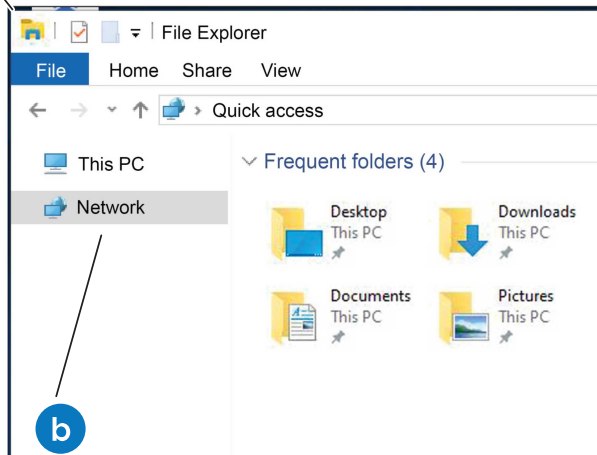 File Explorer
File Home Share View
Quick access
This PC
Network
Frequent folders (4)
Desktop
This PC
Downloads
This PC
Documents
This PC
Pictures
This PC
b